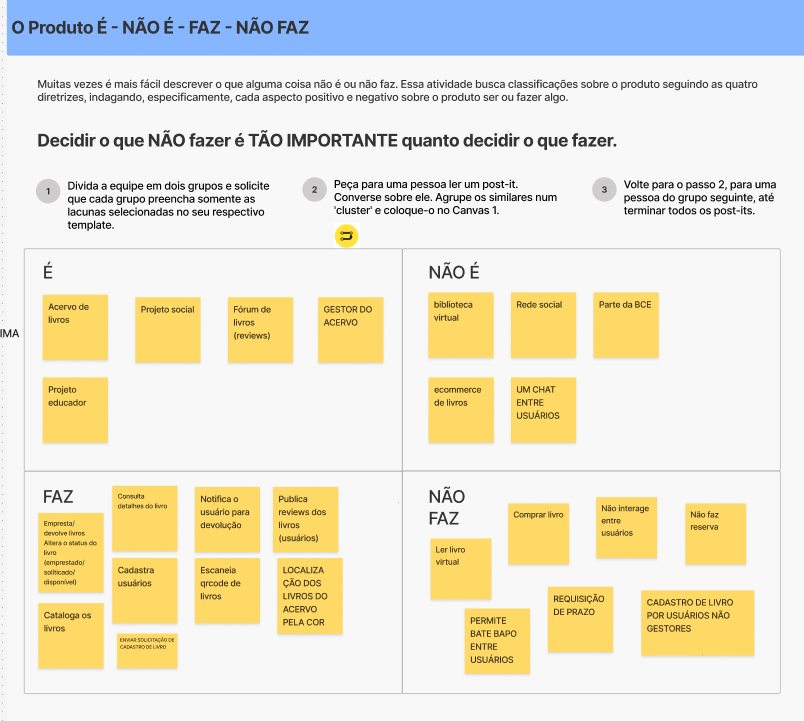 O Produto É - NÃO É - FAZ - NÃO FAZ
Muitas vezes é mais fácil descrever o que alguma coisa não é ou não faz. Essa atividade busca classificações sobre o produto seguindo as quatro
diretrizes, indagando, especificamente, cada aspecto positivo e negativo sobre o produto ser ou fazer algo.
Decidir o que NÃO fazer é TÃO IMPORTANTE quanto decidir o que fazer.
1
Divida a equipe em dois grupos e solicite
que cada grupo preencha somente as
lacunas selecionadas no seu respectivo
template.
2
Peça para uma pessoa ler um post-it.
Converse sobre ele. Agrupe os similares num
'cluster' e coloque-o no Canvas 1.
3
Volte para o passo 2, para uma
pessoa do grupo seguinte, até
terminar todos os post-its.
IMA
É
Acervo de
livros
Projeto social
Fórum de
livros
(reviews)
GESTOR DO
ACERVO
Projeto
educador
NÃO É
biblioteca
virtual
Rede social
Parte da BCE
ecommerce
de livros
UM CHAT
ENTRE
USUÁRIOS
FAZ
Empresta/
devolve livros
Altera o status do
livro
(emprestado/
sollticado/
disponível)
Consulta
detalhes do livro
Notifica o
usuário para
devolução
Publica
reviews dos
livros
(usuários)
Cadastra
usuários
Escaneia
qrcode de
livros
LOCALIZA
ÇÃO DOS
LIVROS DO
ACERVO
PELA COR
Cataloga os
livros
ENVIAR SOLICITAÇÃO DE
CADASTRO DE LIVRO
NÃO
FAZ
Ler livro
virtual
Comprar livro
Não interage
entre
usuários
Não faz
reserva
PERMITE
BATE BAPO
ENTRE
USUÁRIOS
REQUISIÇÃO
DE PRAZO
CADASTRO DE LIVRO
POR USUÁRIOS NÃO
GESTORES